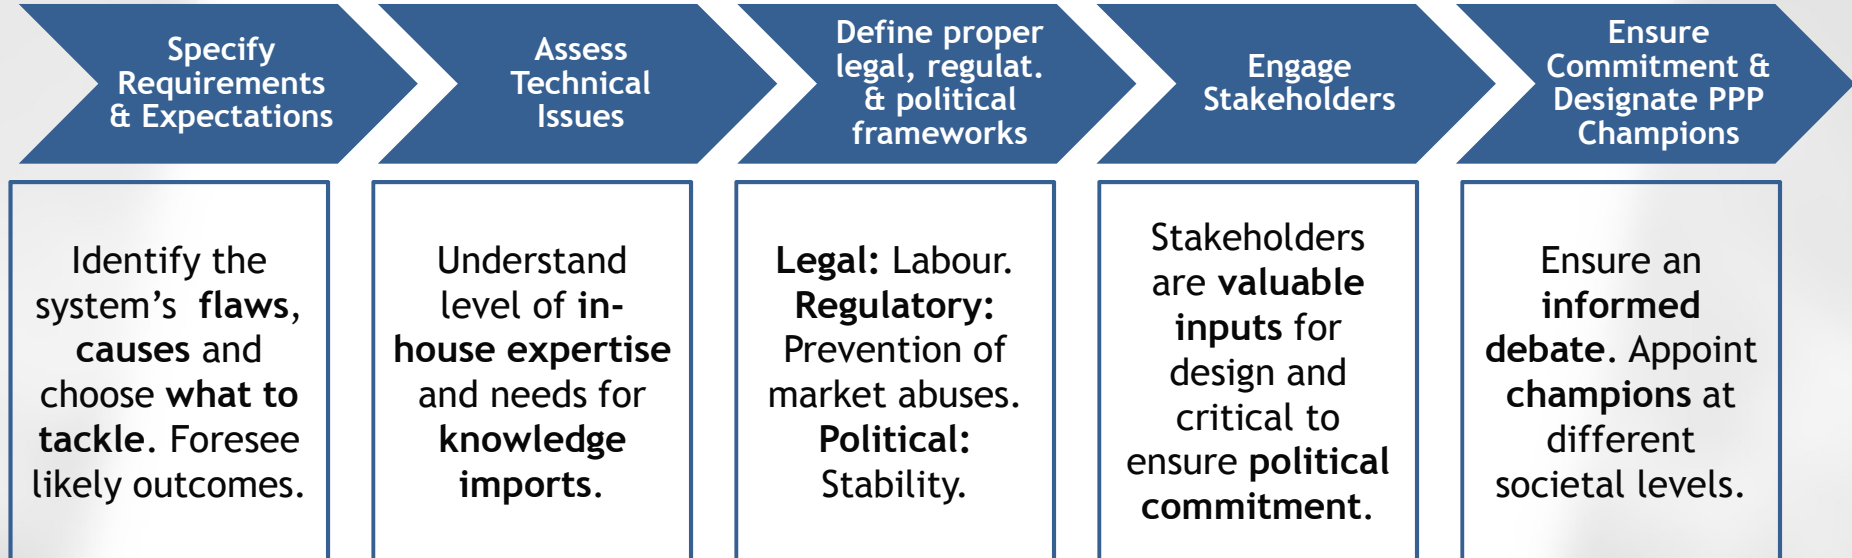 Specify
Requirements
& Expectations
Assess
Technical
Issues
Define proper
legal, regulat.
& political
frameworks
Engage
Stakeholders
Ensure
Commitment &
Designate PPP
Champions
Identify the
system’s  flaws,
causes and
choose what to
tackle. Foresee
likely outcomes.
Understand
level of in-
house expertise
and needs for
knowledge
imports.
Legal: Labour.
Regulatory:
Prevention of
market abuses.
Political:
Stability.
Stakeholders
are valuable
inputs for
design and
critical to
ensure political
commitment.
Ensure an
informed
debate. Appoint
champions at
different
societal levels.